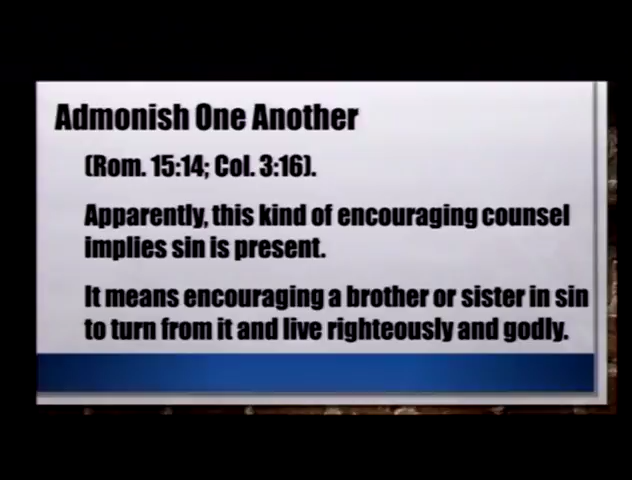 Admonish One Another
(Rom. 15:14; Col. 3:16).
Apparently, this kind of encouraging counsel
implies sin is present.
It means encouraging a brother or sister in sin
to turn from it and live righteously and godly.